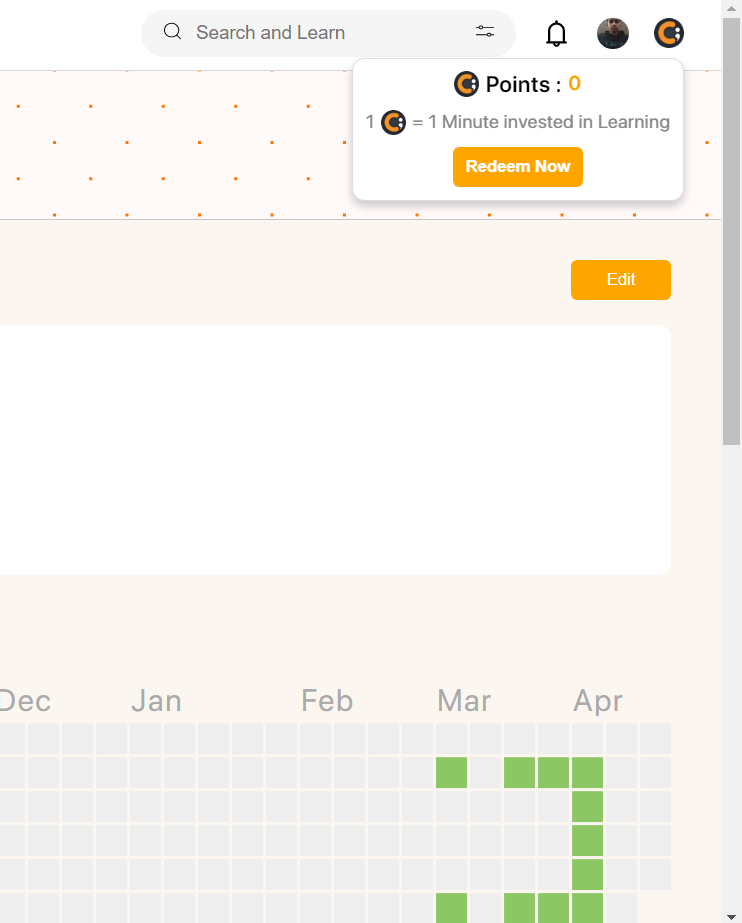 Search and Learn
Points : 0
1 = 1 Minute invested in Learning
Redeem Now
Edit
Dec Jan Feb Mar Apr